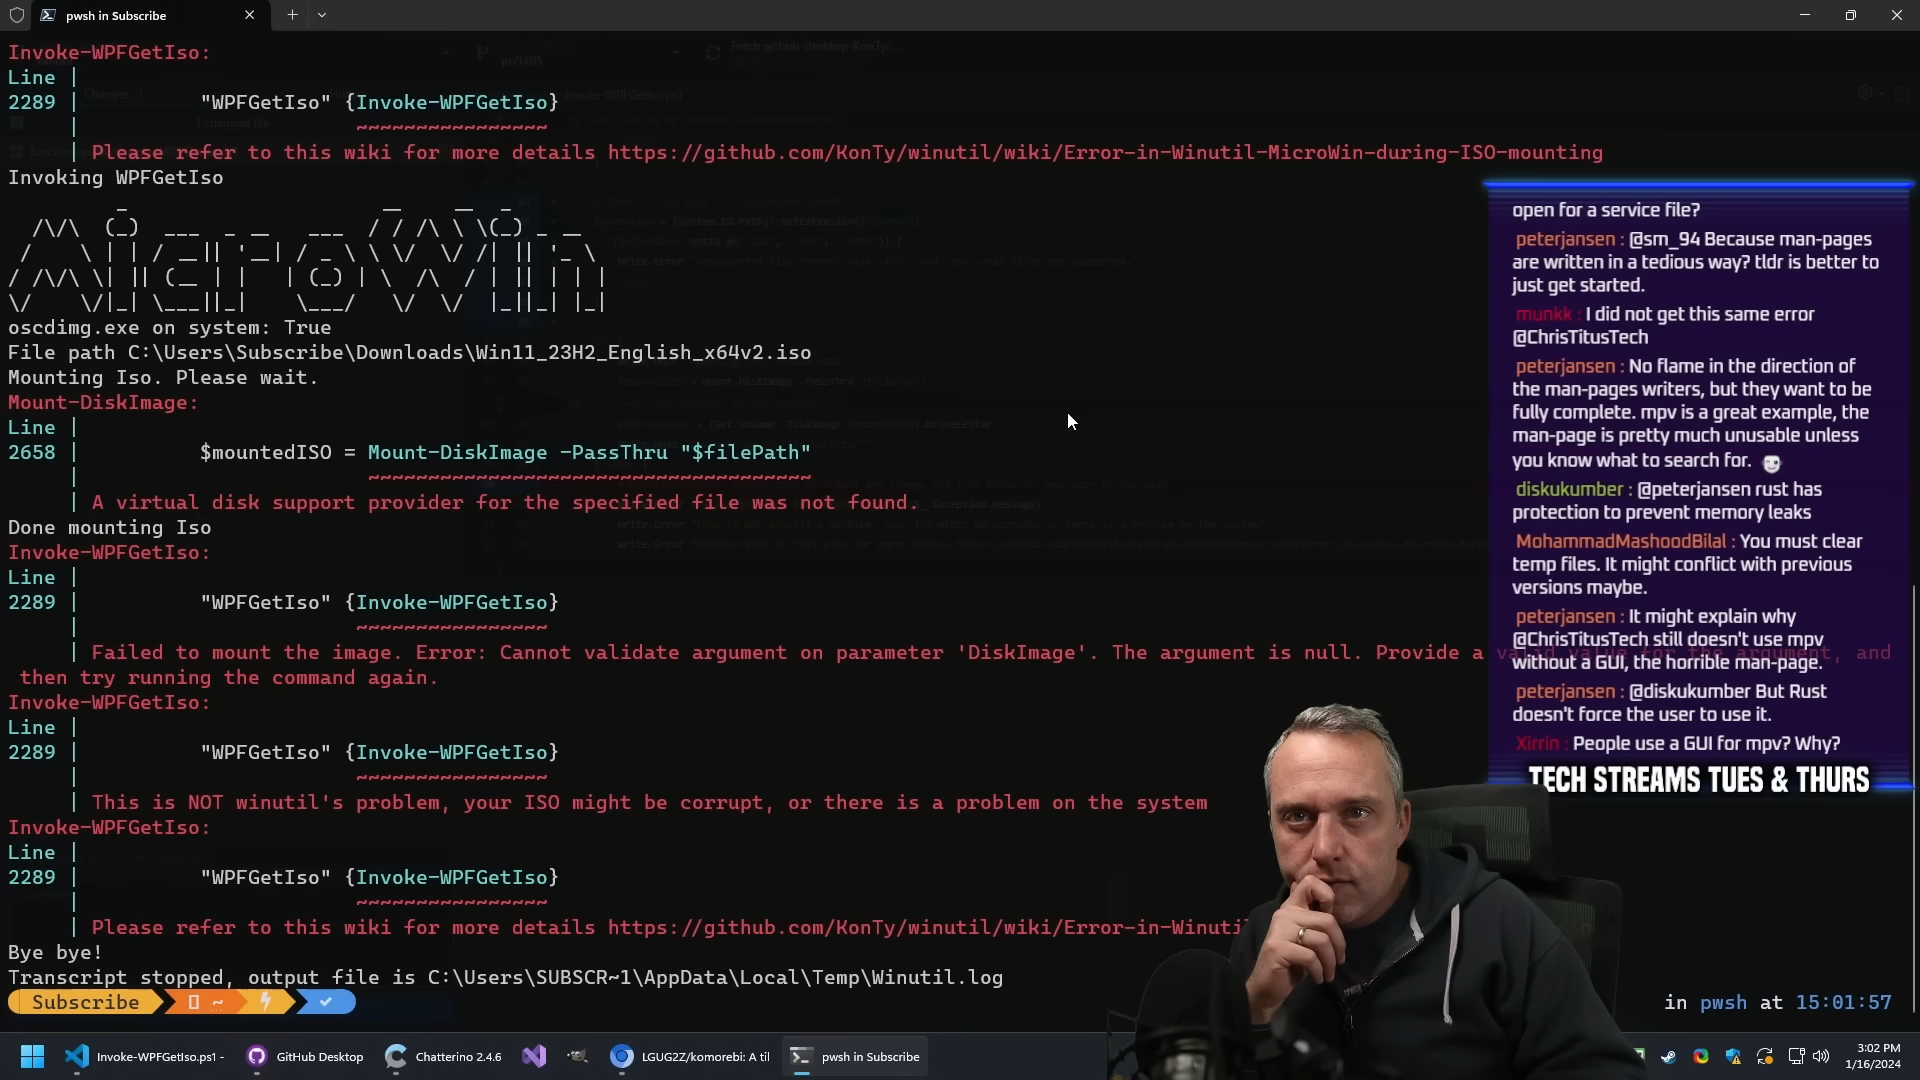 pwsh in Subscribe
Invoke-WPFGetIso:
Line |
2289 | "WPFGetIso" {Invoke-WPFGetIso}
| ~~~~~~~~~~~~~~~~
| Please refer to this wiki for more details https://github.com/KonTy/winutil/wiki/Error-in-Winutil-MicroWin-during-ISO-mounting
Invoking WPFGetIso
MicroWin
oscdimg.exe on system: True
File path C:\Users\Subscribe\Downloads\Win11_23H2_English_x64v2.iso
Mounting Iso. Please wait.
Mount-DiskImage:
Line |
2658 | $mountedISO = Mount-DiskImage -PassThru "$filePath"
| ~~~~~~~~~~~~~~~~~~~~~~~~~~~~~~~~~~~~~
| A virtual disk support provider for the specified file was not found.
Done mounting Iso
Invoke-WPFGetIso:
Line |
2289 | "WPFGetIso" {Invoke-WPFGetIso}
| ~~~~~~~~~~~~~~~~
| Failed to mount the image. Error: Cannot validate argument on parameter 'DiskImage'. The argument is null. Provide a valid value for the argument, and
then try running the command again.
Invoke-WPFGetIso:
Line |
2289 | "WPFGetIso" {Invoke-WPFGetIso}
| ~~~~~~~~~~~~~~~~
| This is NOT winutil's problem, your ISO might be corrupt, or there is a problem on the system
Invoke-WPFGetIso:
Line |
2289 | "WPFGetIso" {Invoke-WPFGetIso}
| ~~~~~~~~~~~~~~~~
| Please refer to this wiki for more details https://github.com/KonTy/winutil/wiki/Error-in-Winuti
Bye bye!
Transcript stopped, output file is C:\Users\SUBSCR~1\AppData\Local\Temp\Winutil.log
Subscribe ~
in pwsh at 15:01:57
open for a service file?
peterjansen : @sm_94 Because man-pages
are written in a tedious way? tldr is better to
just get started.
munkk : I did not get this same error
@ChrisTitusTech
peterjansen : No flame in the direction of
the man-pages writers, but they want to be
fully complete. mpv is a great example, the
man-page is pretty much unusable unless
you know what to search for.
diskukumber : @peterjansen rust has
protection to prevent memory leaks
MohammadMashoodBilal : You must clear
temp files. It might conflict with previous
versions maybe.
peterjansen : It might explain why
@ChrisTitusTech still doesn't use mpv
without a GUI, the horrible man-page.
peterjansen : @diskukumber But Rust
doesn't force the user to use it.
Xirrin : People use a GUI for mpv? Why?
TECH STREAMS TUES & THURS
Invoke-WPFGetIso.ps1 -
GitHub Desktop
Chatterino 2.4.6
LGUG2Z/komorebi: A til
pwsh in Subscribe
3:02 PM
1/16/2024